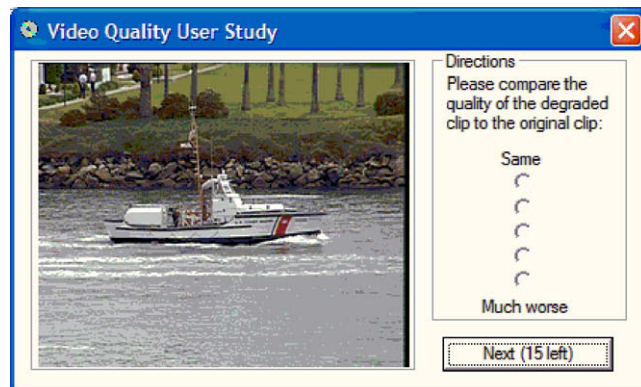 Video Quality User Study
Directions
Please compare the
quality of the degraded
clip to the original clip:
Same
Much worse
Next (15 left)